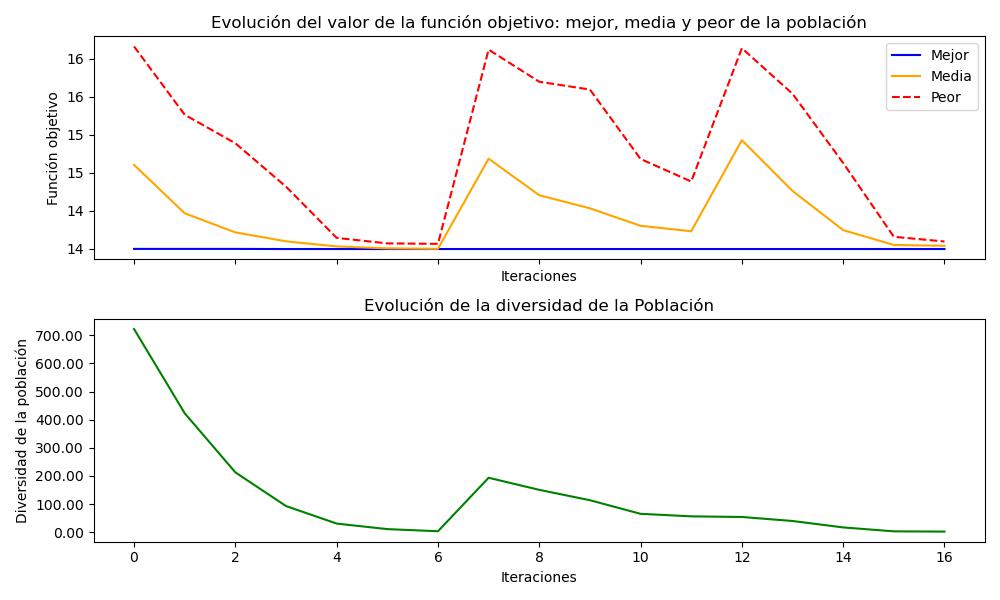 Evolución del valor de la función objetivo: mejor, media y peor de la población
Función objetivo
16
16
15
15
14
14
Mejor
Media
Peor
Iteraciones
Evolución de la diversidad de la Población
Diversidad de la población
700.00
600.00
500.00
400.00
300.00
200.00
100.00
0.00
0 2 4 6 8 10 12 14 16
Iteraciones